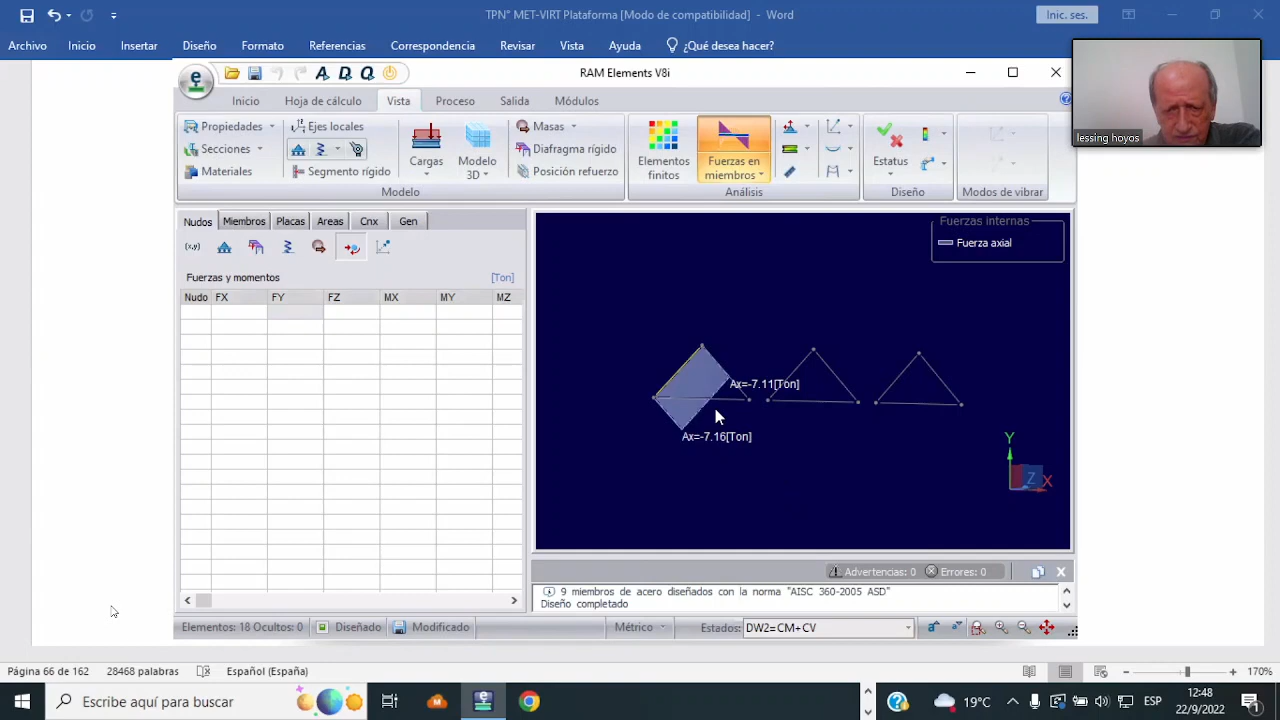 TPN° MET-VIRT Plataforma [Modo de compatibilidad] - Word
Inic. ses.
Archivo Inicio Insertar Diseño Formato Referencias Correspondencia Revisar Vista Ayuda ¿Qué desea hacer?
RAM Elements V8i
Inicio Hoja de cálculo Vista Proceso Salida Módulos
Propiedades Ejes locales Masas
Secciones Diafragma rígido
Materiales Segmento rígido Posición refuerzo
Cargas Modelo 3D
Elementos finitos
Fuerzas en miembros
Estatus
Modelo Análisis Diseño Modos de vibrar
lessing hoyos
Nudos Miembros Placas Areas Cnx Gen
Fuerzas y momentos [Ton]
Nudo FX FY FZ MX MY MZ
Fuerzas internas
Fuerza axial
Ax=-7.11[Ton]
Ax=-7.16[Ton]
Y
Z X
Advertencias: 0 Errores: 0
9 miembros de acero diseñados con la norma "AISC 360-2005 ASD"
Diseño completado
Elementos: 18 Ocultos: 0 Diseñado Modificado Métrico Estados: DW2=CM+CV
Página 66 de 162 28468 palabras Español (España) 170%
Escribe aquí para buscar 19°C ESP 12:48
22/9/2022
1